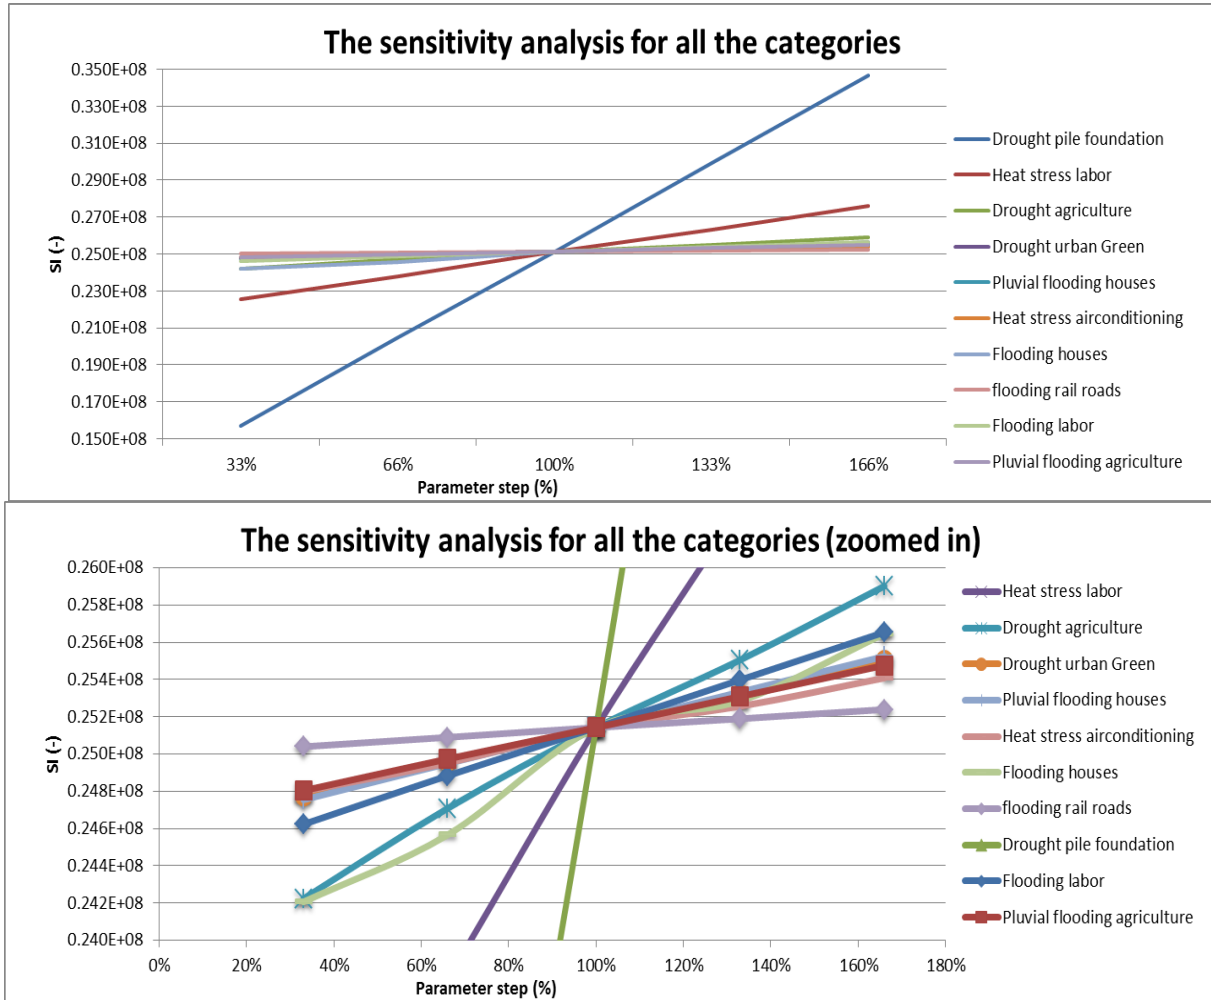 The sensitivity analysis for all the categories
0.350E+08
0.330E+08
0.310E+08
0.290E+08
0.270E+08
0.250E+08
0.230E+08
0.210E+08
0.190E+08
0.170E+08
0.150E+08
SI (-)
33% 66% 100% 133% 166%
Parameter step (%)
Drought pile foundation
Heat stress labor
Drought agriculture
Drought urban Green
Pluvial flooding houses
Heat stress airconditioning
Flooding houses
flooding rail roads
Flooding labor
Pluvial flooding agriculture
The sensitivity analysis for all the categories (zoomed in)
0.260E+08
0.258E+08
0.256E+08
0.254E+08
0.252E+08
0.250E+08
0.248E+08
0.246E+08
0.244E+08
0.242E+08
0.240E+08
SI (-)
0% 20% 40% 60% 80% 100% 120% 140% 160% 180%
Parameter step (%)
Heat stress labor
Drought agriculture
Drought urban Green
Pluvial flooding houses
Heat stress airconditioning
Flooding houses
flooding rail roads
Drought pile foundation
Flooding labor
Pluvial flooding agriculture